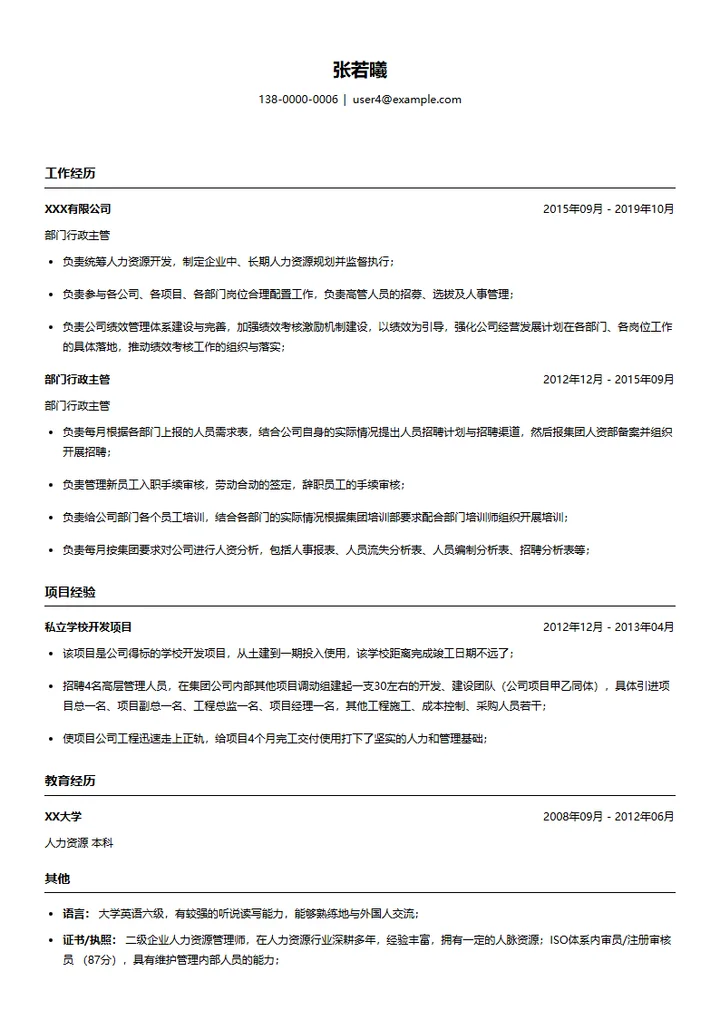 张若曦
138-0000-0006 | user4@example.com
工作经历
XXX有限公司 2015年09月 - 2019年10月
部门行政主管
• 负责统筹人力资源开发，制定企业中、长期人力资源规划并监督执行；
• 负责参与各公司、各项目、各部门岗位合理配置工作，负责高管人员的招募、选拔及人事管理；
• 负责公司绩效管理体系建设与完善，加强绩效考核激励机制建设，以绩效为引导，强化公司经营发展计划在各部门、各岗位工作
的具体落地，推动绩效考核工作的组织与落实；
部门行政主管 2012年12月 - 2015年09月
部门行政主管
• 负责每月根据各部门上报的人员需求表，结合公司自身的实际情况提出人员招聘计划与招聘渠道，然后报集团人资部备案并组织
开展招聘；
• 负责管理新员工入职手续审核，劳动合动的签定，辞职员工的手续审核；
• 负责给公司部门各个员工培训，结合各部门的实际情况根据集团培训部要求配合部门培训师组织开展培训；
• 负责每月按集团要求对公司进行人资分析，包括人事报表、人员流失分析表、人员编制分析表、招聘分析表等；
项目经验
私立学校开发项目 2012年12月 - 2013年04月
• 该项目是公司得标的学校开发项目，从土建到一期投入使用，该学校距离完成竣工日期不远了；
• 招聘4名高层管理人员，在集团公司内部其他项目调动组建起一支30左右的开发、建设团队（公司项目甲乙同体），具体引进项
目总一名、项目副总一名、工程总监一名、项目经理一名，其他工程施工、成本控制、采购人员若干；
• 使项目公司工程迅速走上正轨，给项目4个月完工交付使用打下了坚实的人力和管理基础；
教育经历
XX大学 2008年09月 - 2012年06月
人力资源 本科
其他
• 语言： 大学英语六级，有较强的听说读写能力，能够熟练地与外国人交流；
• 证书/执照： 二级企业人力资源管理师，在人力资源行业深耕多年，经验丰富，拥有一定的人脉资源；ISO体系内审员/注册审核
员 （87分），具有维护管理内部人员的能力；